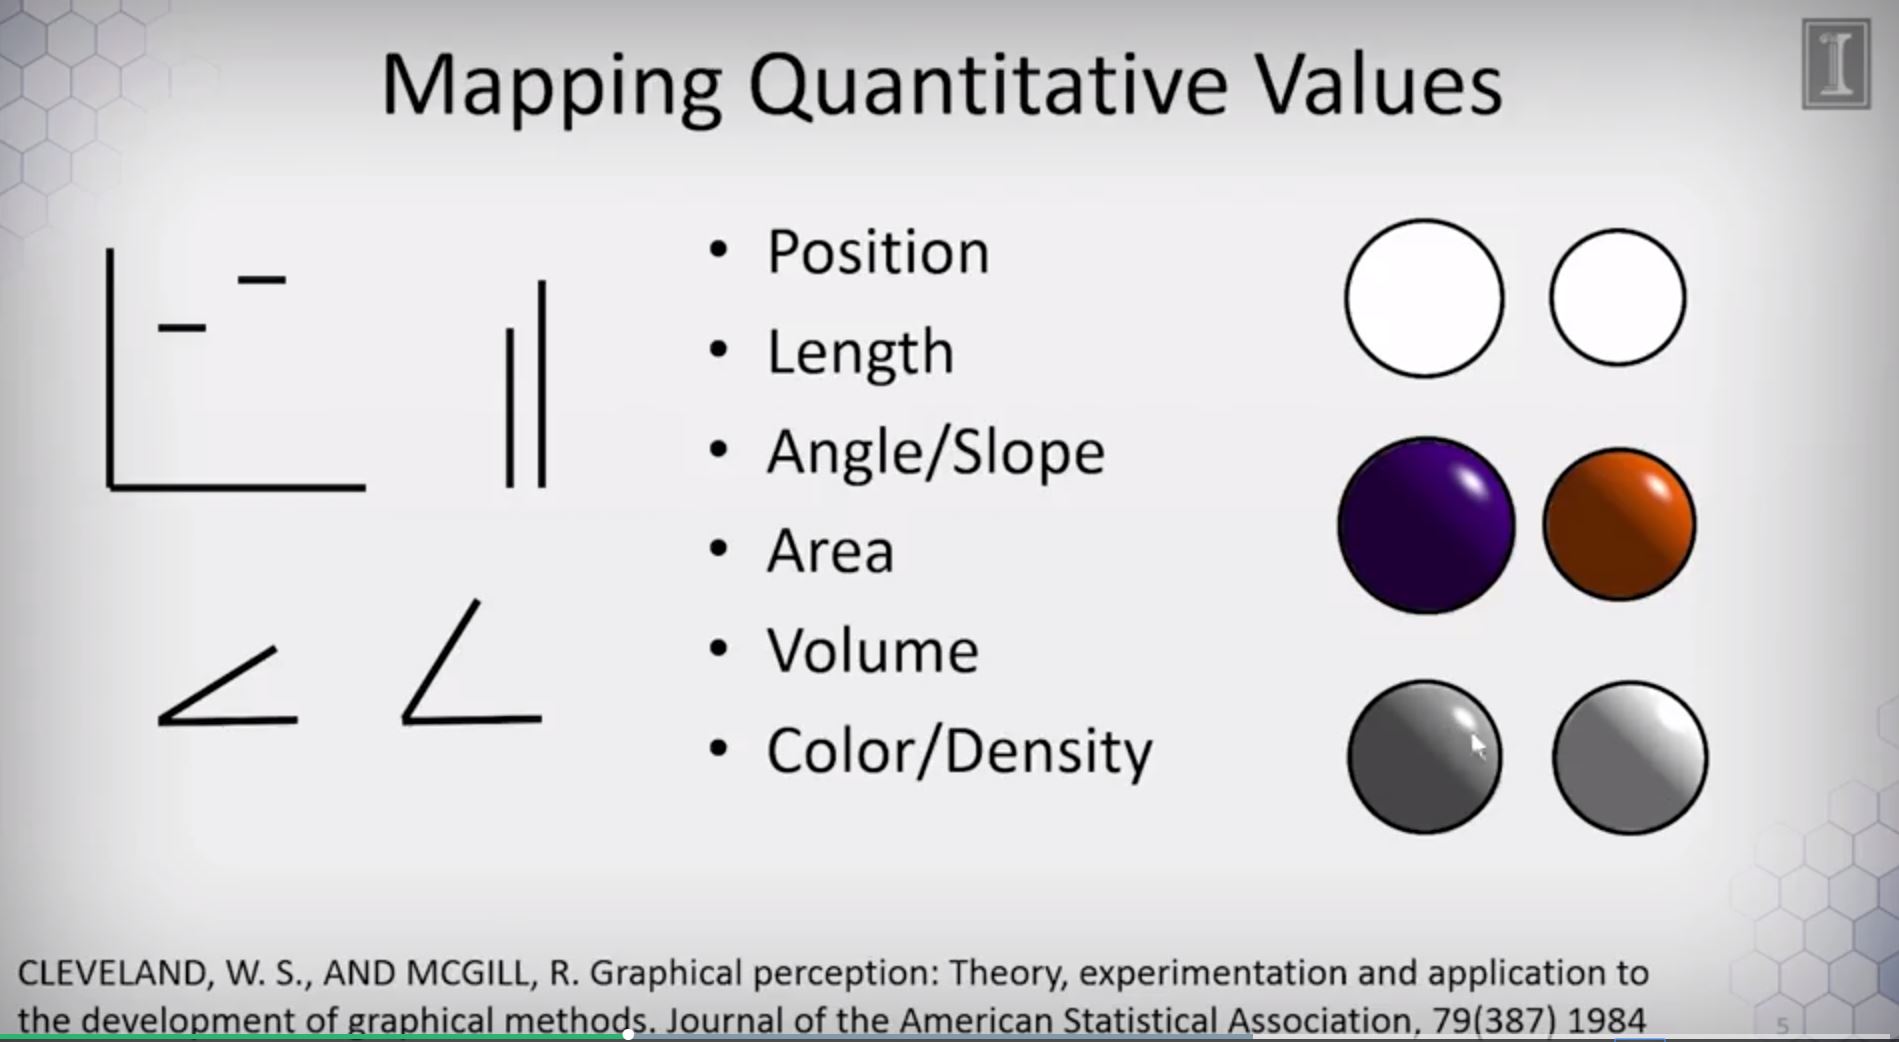 Mapping Quantitative Values
I
• Position
• Length
• Angle/Slope
• Area
• Volume
• Color/Density
CLEVELAND, W. S., AND MCGILL, R. Graphical perception: Theory, experimentation and application to
the development of graphical methods. Journal of the American Statistical Association, 79(387) 1984
5